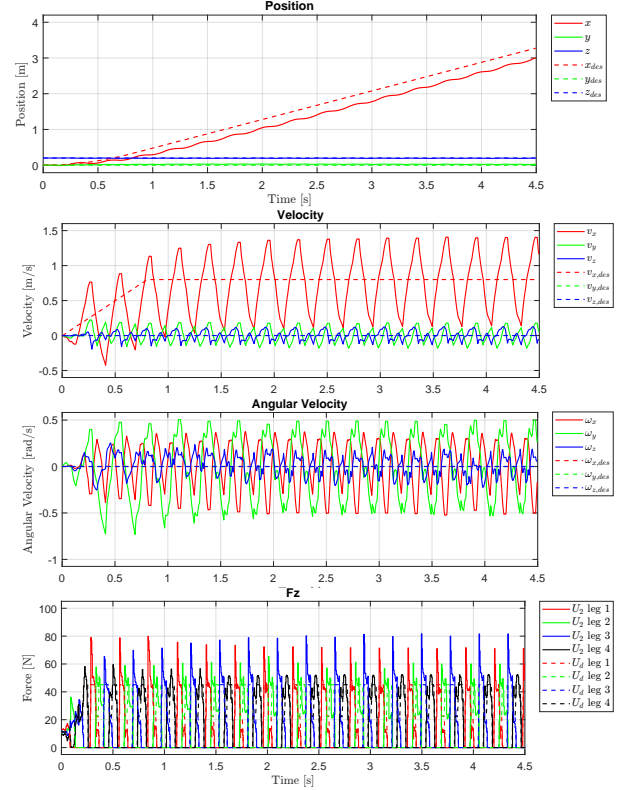 Position
4
3
2
1
0
Position [m]
0 0.5 1 1.5 2 2.5 3 3.5 4 4.5
Time [s]
x
y
z
x_des
y_des
z_des
Velocity
1.5
1
0.5
0
-0.5
Velocity [m/s]
0 0.5 1 1.5 2 2.5 3 3.5 4 4.5
v_x
v_y
v_z
v_x,des
v_y,des
v_z,des
Angular Velocity
0.5
0
-0.5
-1
Angular Velocity [rad/s]
0 0.5 1 1.5 2 2.5 3 3.5 4 4.5
ω_x
ω_y
ω_z
ω_x,des
ω_y,des
ω_z,des
Fz
100
80
60
40
20
0
Force [N]
0 0.5 1 1.5 2 2.5 3 3.5 4 4.5
Time [s]
U_2 leg 1
U_2 leg 2
U_2 leg 3
U_2 leg 4
U_d leg 1
U_d leg 2
U_d leg 3
U_d leg 4